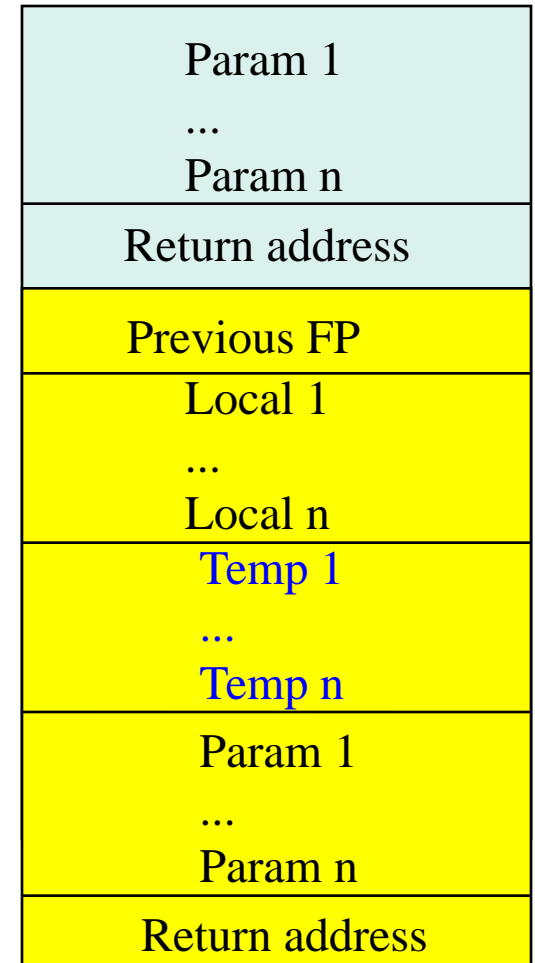 Param 1
...
Param n
Return address
Previous FP
Local 1
...
Local n
Temp 1
...
Temp n
Param 1
...
Param n
Return address